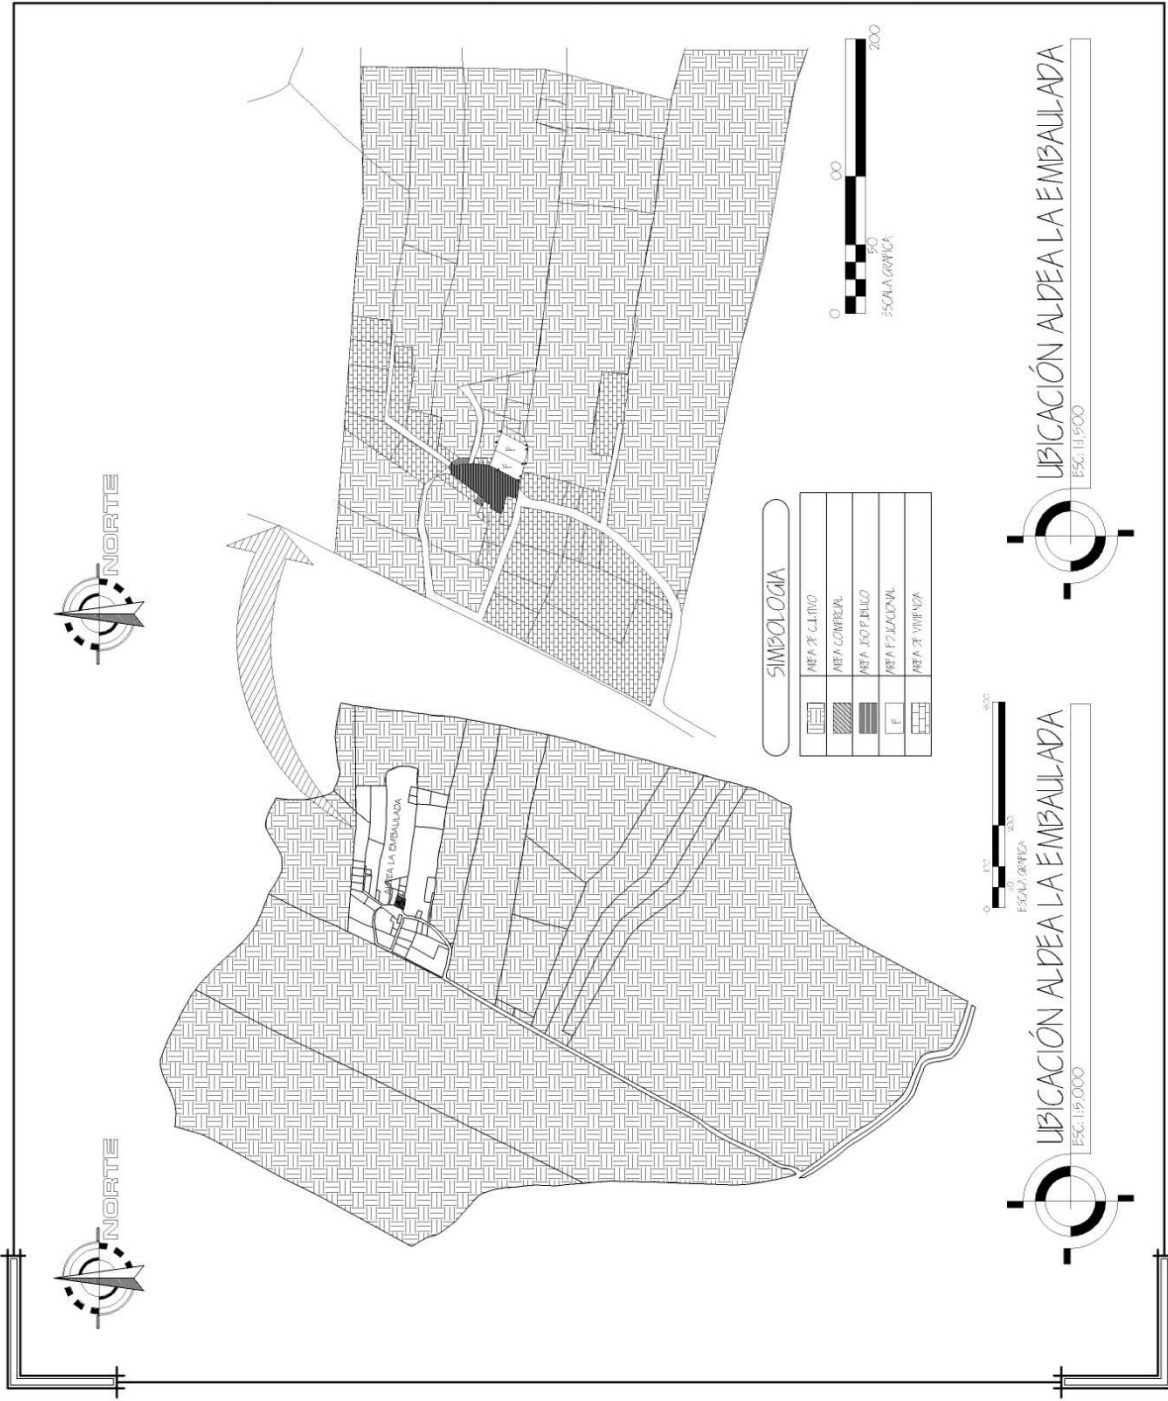 NORTE
NORTE
ALDEA LA EMBAULADA
SIMBOLOGIA
AREA DE CULTIVO
AREA COMERCIAL
AREA USO PUBLICO
AREA EDUCACIONAL
AREA DE VIVIENDA
UBICACIÓN ALDEA LA EMBAULADA
ESC: 1:5,000
0
ESCALA GRAFICA
UBICACIÓN ALDEA LA EMBAULADA
ESC: 1:1,500
0
50
00
200
ESCALA GRAFICA